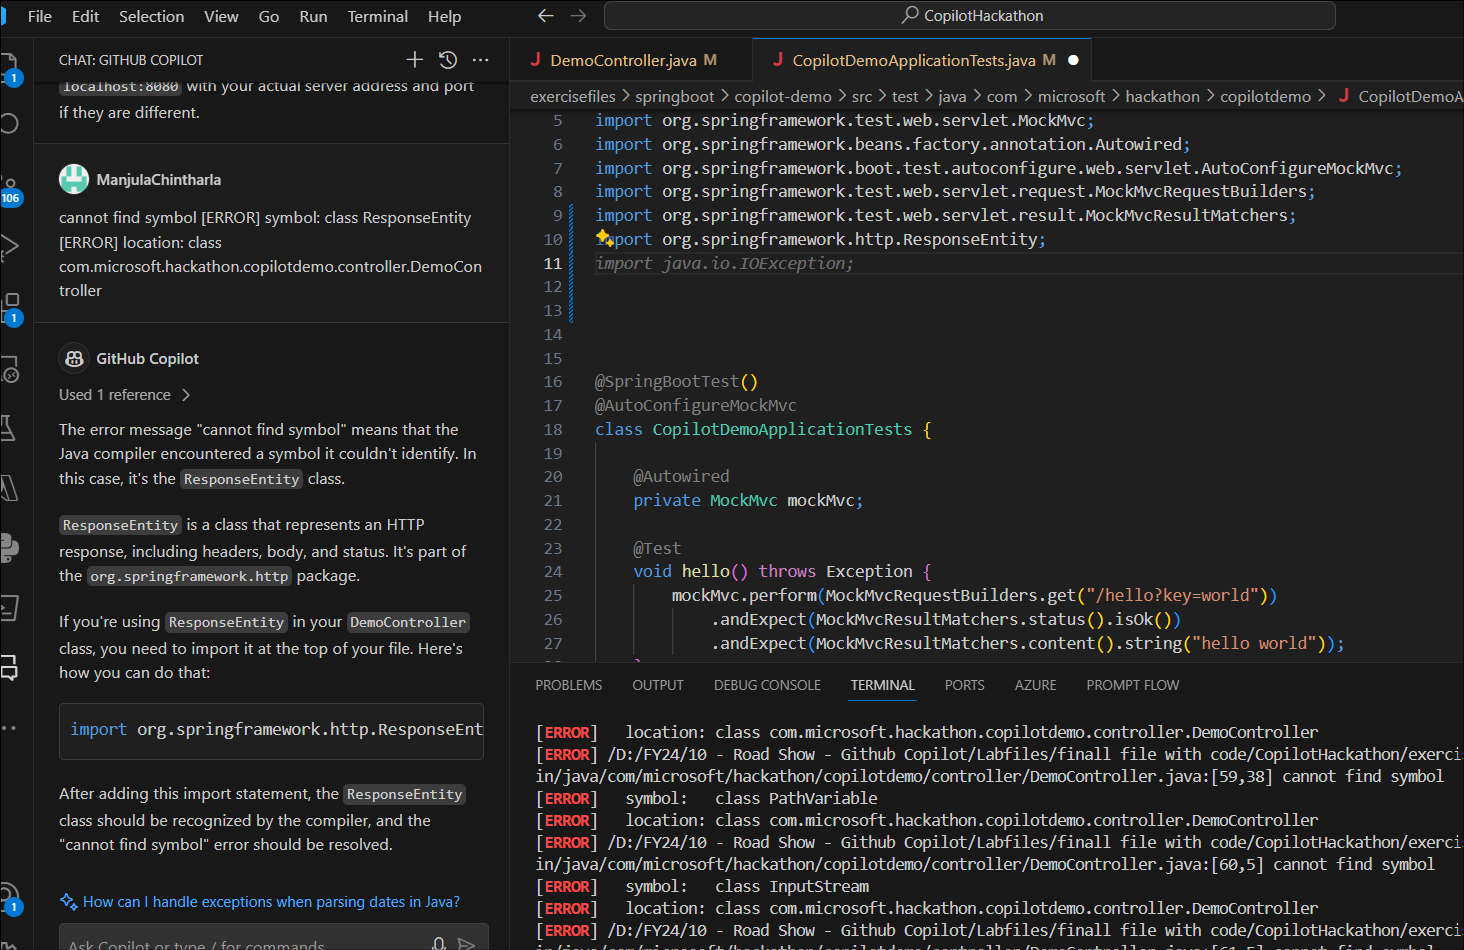 File Edit Selection View Go Run Terminal Help
CopilotHackathon
CHAT: GITHUB COPILOT
localhost:8080 with your actual server address and port
if they are different.
ManjulaChintharla
cannot find symbol [ERROR] symbol: class ResponseEntity
[ERROR] location: class
com.microsoft.hackathon.copilotdemo.controller.DemoCon
troller
GitHub Copilot
Used 1 reference
The error message "cannot find symbol" means that the
Java compiler encountered a symbol it couldn't identify. In
this case, it's the ResponseEntity class.
ResponseEntity is a class that represents an HTTP
response, including headers, body, and status. It's part of
the org.springframework.http package.
If you're using ResponseEntity in your DemoController
class, you need to import it at the top of your file. Here's
how you can do that:
import org.springframework.http.ResponseEnt
After adding this import statement, the ResponseEntity
class should be recognized by the compiler, and the
"cannot find symbol" error should be resolved.
How can I handle exceptions when parsing dates in Java?
Ask Copilot or type / for commands
1
106
1
1
DemoController.java M
CopilotDemoApplicationTests.java M
exercisefiles > springboot > copilot-demo > src > test > java > com > microsoft > hackathon > copilotdemo > CopilotDemoA
5 import org.springframework.test.web.servlet.MockMvc;
6 import org.springframework.beans.factory.annotation.Autowired;
7 import org.springframework.boot.test.autoconfigure.web.servlet.AutoConfigureMockMvc;
8 import org.springframework.test.web.servlet.request.MockMvcRequestBuilders;
9 import org.springframework.test.web.servlet.result.MockMvcResultMatchers;
10 import org.springframework.http.ResponseEntity;
11 import java.io.IOException;
12
13
14
15
16 @SpringBootTest()
17 @AutoConfigureMockMvc
18 class CopilotDemoApplicationTests {
19
20 @Autowired
21 private MockMvc mockMvc;
22
23 @Test
24 void hello() throws Exception {
25 mockMvc.perform(MockMvcRequestBuilders.get("/hello?key=world"))
26 .andExpect(MockMvcResultMatchers.status().isOk())
27 .andExpect(MockMvcResultMatchers.content().string("hello world"));
PROBLEMS OUTPUT DEBUG CONSOLE TERMINAL PORTS AZURE PROMPT FLOW
[ERROR] location: class com.microsoft.hackathon.copilotdemo.controller.DemoController
[ERROR] /D:/FY24/10 - Road Show - Github Copilot/Labfiles/finall file with code/CopilotHackathon/exerci
in/java/com/microsoft/hackathon/copilotdemo/controller/DemoController.java:[59,38] cannot find symbol
[ERROR] symbol: class PathVariable
[ERROR] location: class com.microsoft.hackathon.copilotdemo.controller.DemoController
[ERROR] /D:/FY24/10 - Road Show - Github Copilot/Labfiles/finall file with code/CopilotHackathon/exerci
in/java/com/microsoft/hackathon/copilotdemo/controller/DemoController.java:[60,5] cannot find symbol
[ERROR] symbol: class InputStream
[ERROR] location: class com.microsoft.hackathon.copilotdemo.controller.DemoController
[ERROR] /D:/FY24/10 - Road Show - Github Copilot/Labfiles/finall file with code/CopilotHackathon/exerci